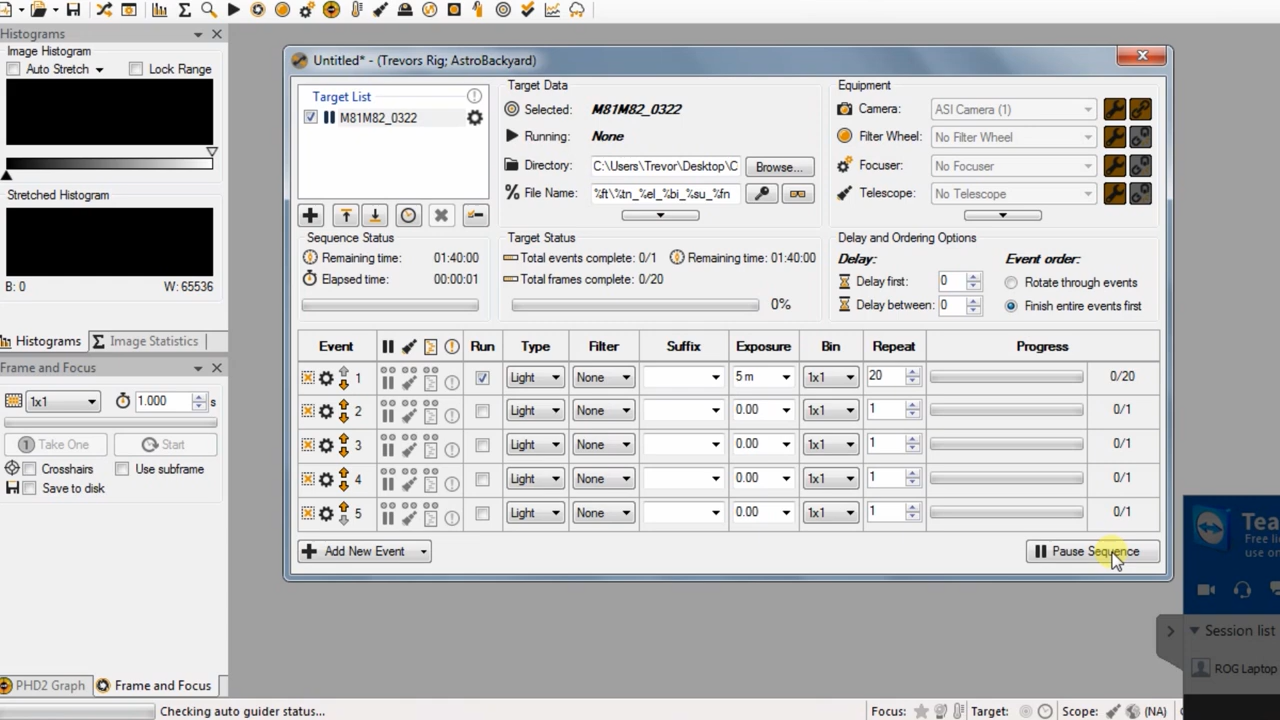 Histograms
Image Histogram
Auto Stretch
Lock Range
Stretched Histogram
B: 0
W: 65536
Histograms
Image Statistics
Frame and Focus
1x1
1.000
s
Take One
Start
Crosshairs
Use subframe
Save to disk
PHD2 Graph
Frame and Focus
Untitled* - (Trevors Rig; AstroBackyard)
Target List
M81M82_0322
Target Data
Selected: M81M82_0322
Running: None
Directory: C:\Users\Trevor\Desktop\C Browse...
File Name: %ft\%tn_%el_%bi_%su_%fn
Equipment
Camera: ASI Camera (1)
Filter Wheel: No Filter Wheel
Focuser: No Focuser
Telescope: No Telescope
Sequence Status
Remaining time: 01:40:00
Elapsed time: 00:00:01
Target Status
Total events complete: 0/1 Remaining time: 01:40:00
Total frames complete: 0/20
0%
Delay and Ordering Options
Delay:
Delay first: 0
Delay between: 0
Event order:
Rotate through events
Finish entire events first
Event Run Type Filter Suffix Exposure Bin Repeat Progress
1 Light None 5 m 1x1 20 0/20
2 Light None 0.00 1x1 1 0/1
3 Light None 0.00 1x1 1 0/1
4 Light None 0.00 1x1 1 0/1
5 Light None 0.00 1x1 1 0/1
Add New Event
Pause Sequence
Tea
Free li
use on
Session list
ROG Laptop
Checking auto guider status...
Focus:
Target:
Scope:
(NA)